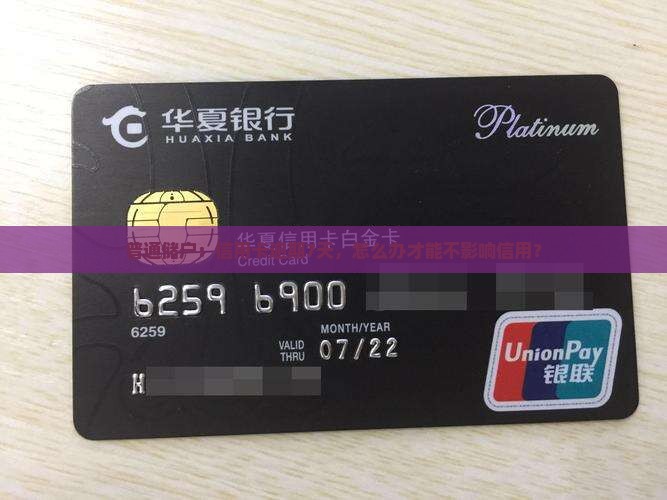 华夏银行
HUAXIA BANK
Platinum
华夏信用卡白金卡
Credit Card
普通储户 天,怎么办才能不影响信用?
6259 6900
6259
MONTH/YEAR
VALID THRU 07/22
H
UnionPay
银联